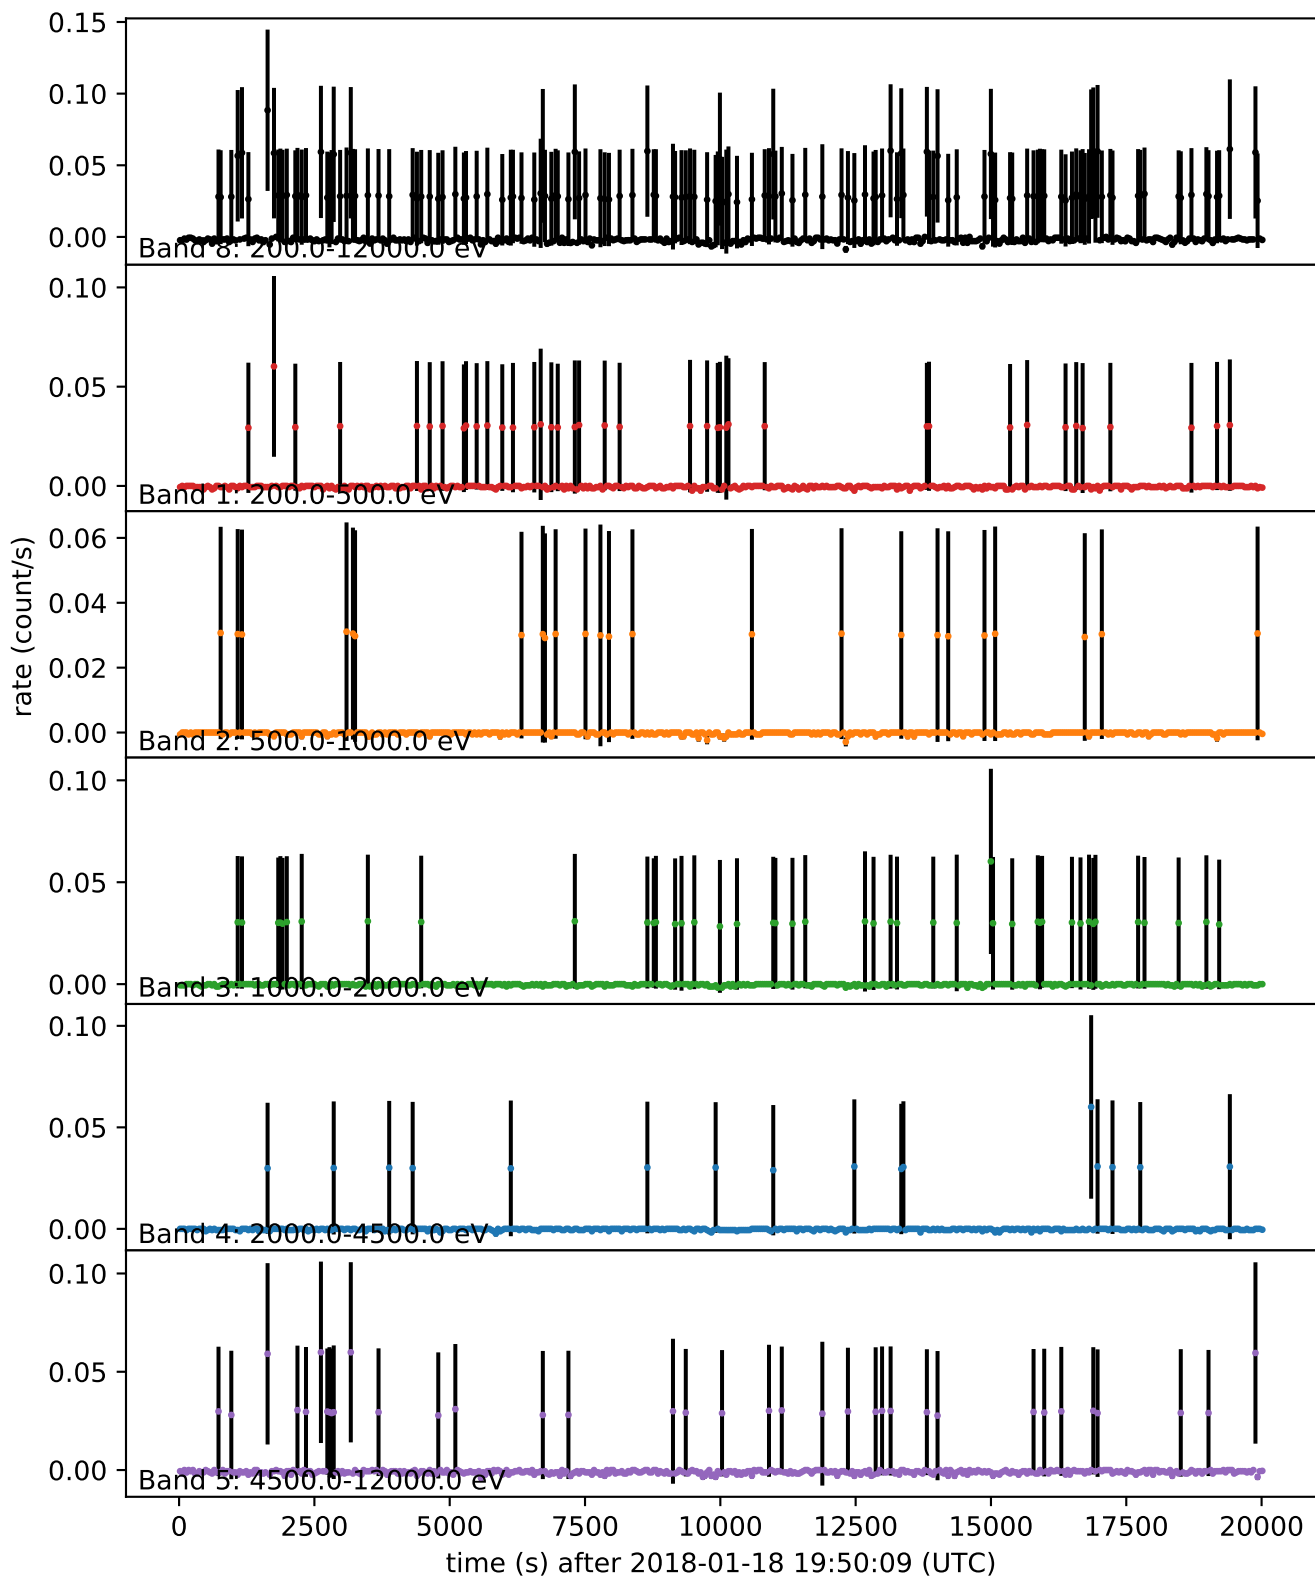 0.15
0.10
0.05
0.00
Band 8: 200.0-12000.0 eV
0.10
0.05
0.00
Band 1: 200.0-500.0 eV
rate (count/s)
0.06
0.04
0.02
0.00
Band 2: 500.0-1000.0 eV
0.10
0.05
0.00
Band 3: 1000.0-2000.0 eV
0.10
0.05
0.00
Band 4: 2000.0-4500.0 eV
0.10
0.05
0.00
Band 5: 4500.0-12000.0 eV
0 2500 5000 7500 10000 12500 15000 17500 20000
time (s) after 2018-01-18 19:50:09 (UTC)